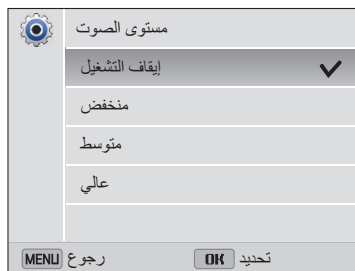 مستوى الصوت
إيقاف التشغيل
منخفض
متوسط
عالي
تحديد OK رجوع MENU